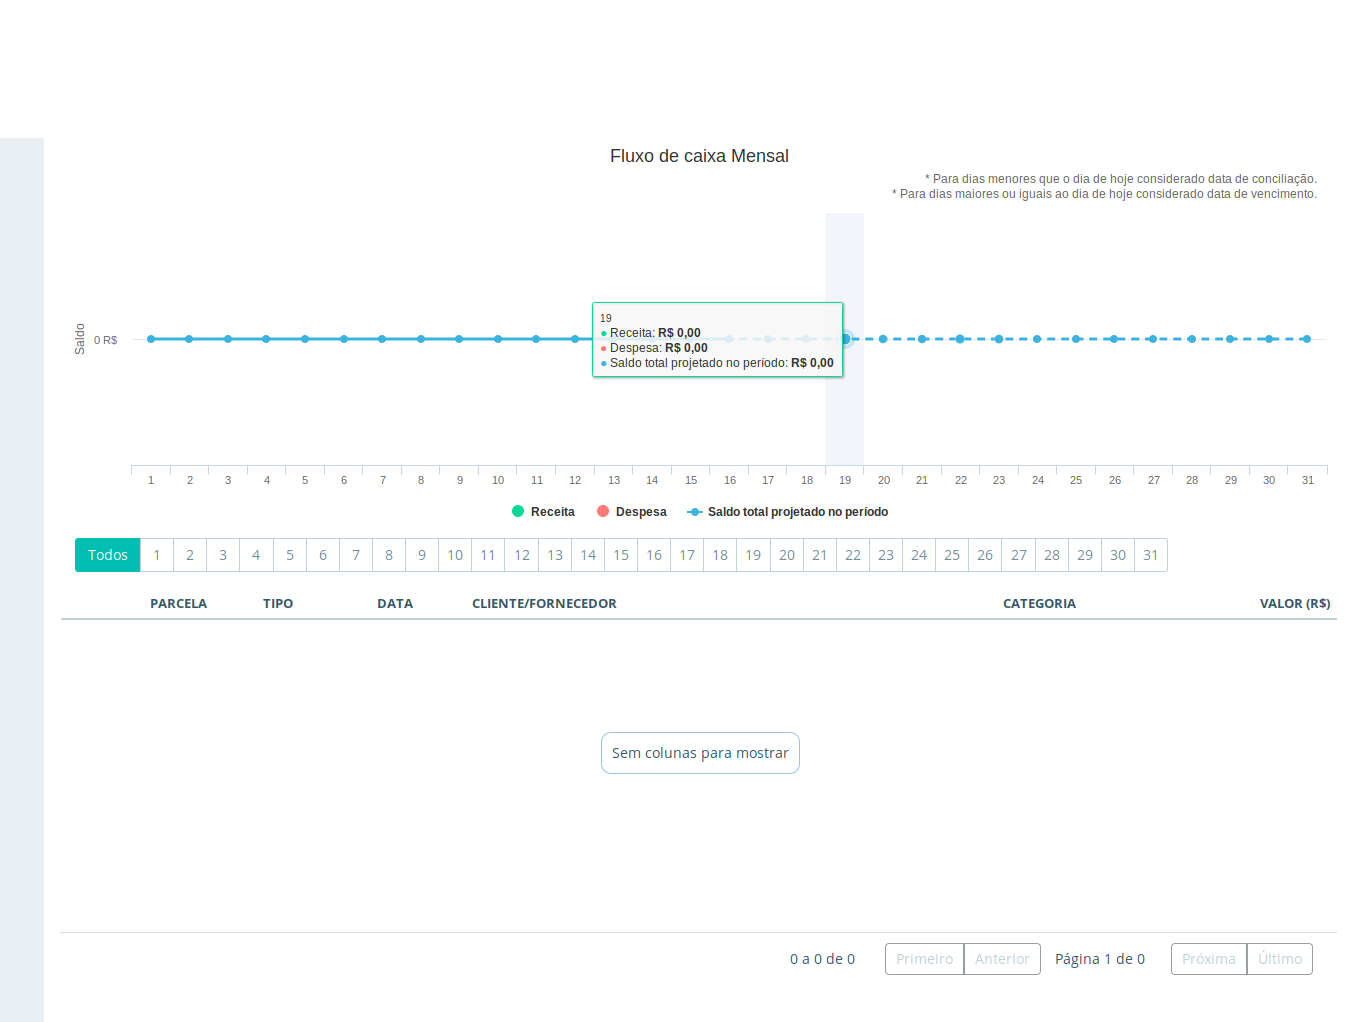 Fluxo de caixa Mensal
* Para dias menores que o dia de hoje considerado data de conciliação.
* Para dias maiores ou iguais ao dia de hoje considerado data de vencimento.
Saldo
0 R$
19
Receita: R$ 0,00
Despesa: R$ 0,00
Saldo total projetado no período: R$ 0,00
1 2 3 4 5 6 7 8 9 10 11 12 13 14 15 16 17 18 19 20 21 22 23 24 25 26 27 28 29 30 31
Receita Despesa Saldo total projetado no período
Todos 1 2 3 4 5 6 7 8 9 10 11 12 13 14 15 16 17 18 19 20 21 22 23 24 25 26 27 28 29 30 31
PARCELA TIPO DATA CLIENTE/FORNECEDOR CATEGORIA VALOR (R$)
Sem colunas para mostrar
0 a 0 de 0 Primeiro Anterior Página 1 de 0 Próxima Último